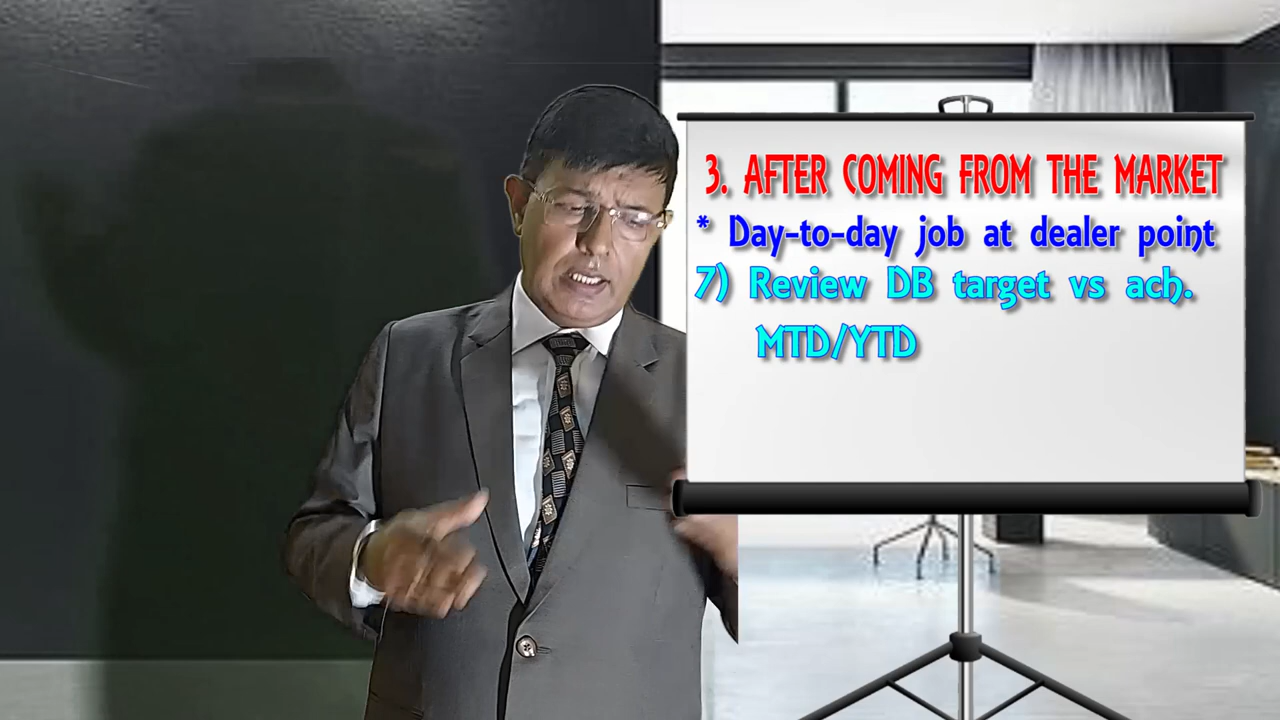 3. AFTER COMING FROM THE MARKET
* Day-to-day job at dealer point
7) Review DB target vs ach.
MTD/YTD